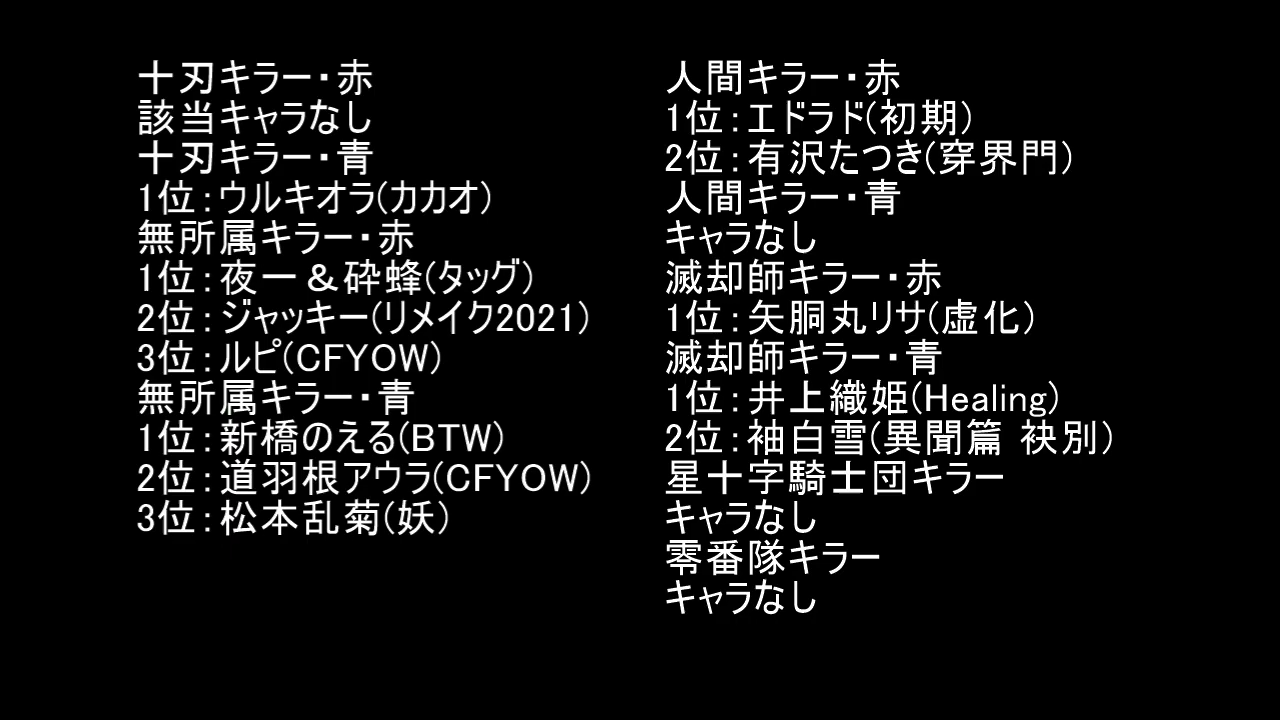 十刃キラー・赤
該当キャラなし
十刃キラー・青
1位：ウルキオラ(カカオ)
無所属キラー・赤
1位：夜一＆砕蜂(タッグ)
2位：ジャッキー(リメイク2021)
3位：ルピ(CFYOW)
無所属キラー・青
1位：新橋のえる(BTW)
2位：道羽根アウラ(CFYOW)
3位：松本乱菊(妖)
人間キラー・赤
1位：エドラド(初期)
2位：有沢たつき(穿界門)
人間キラー・青
キャラなし
滅却師キラー・赤
1位：矢胴丸リサ(虚化)
滅却師キラー・青
1位：井上織姫(Healing)
2位：袖白雪(異聞篇 袂別)
星十字騎士団キラー
キャラなし
零番隊キラー
キャラなし